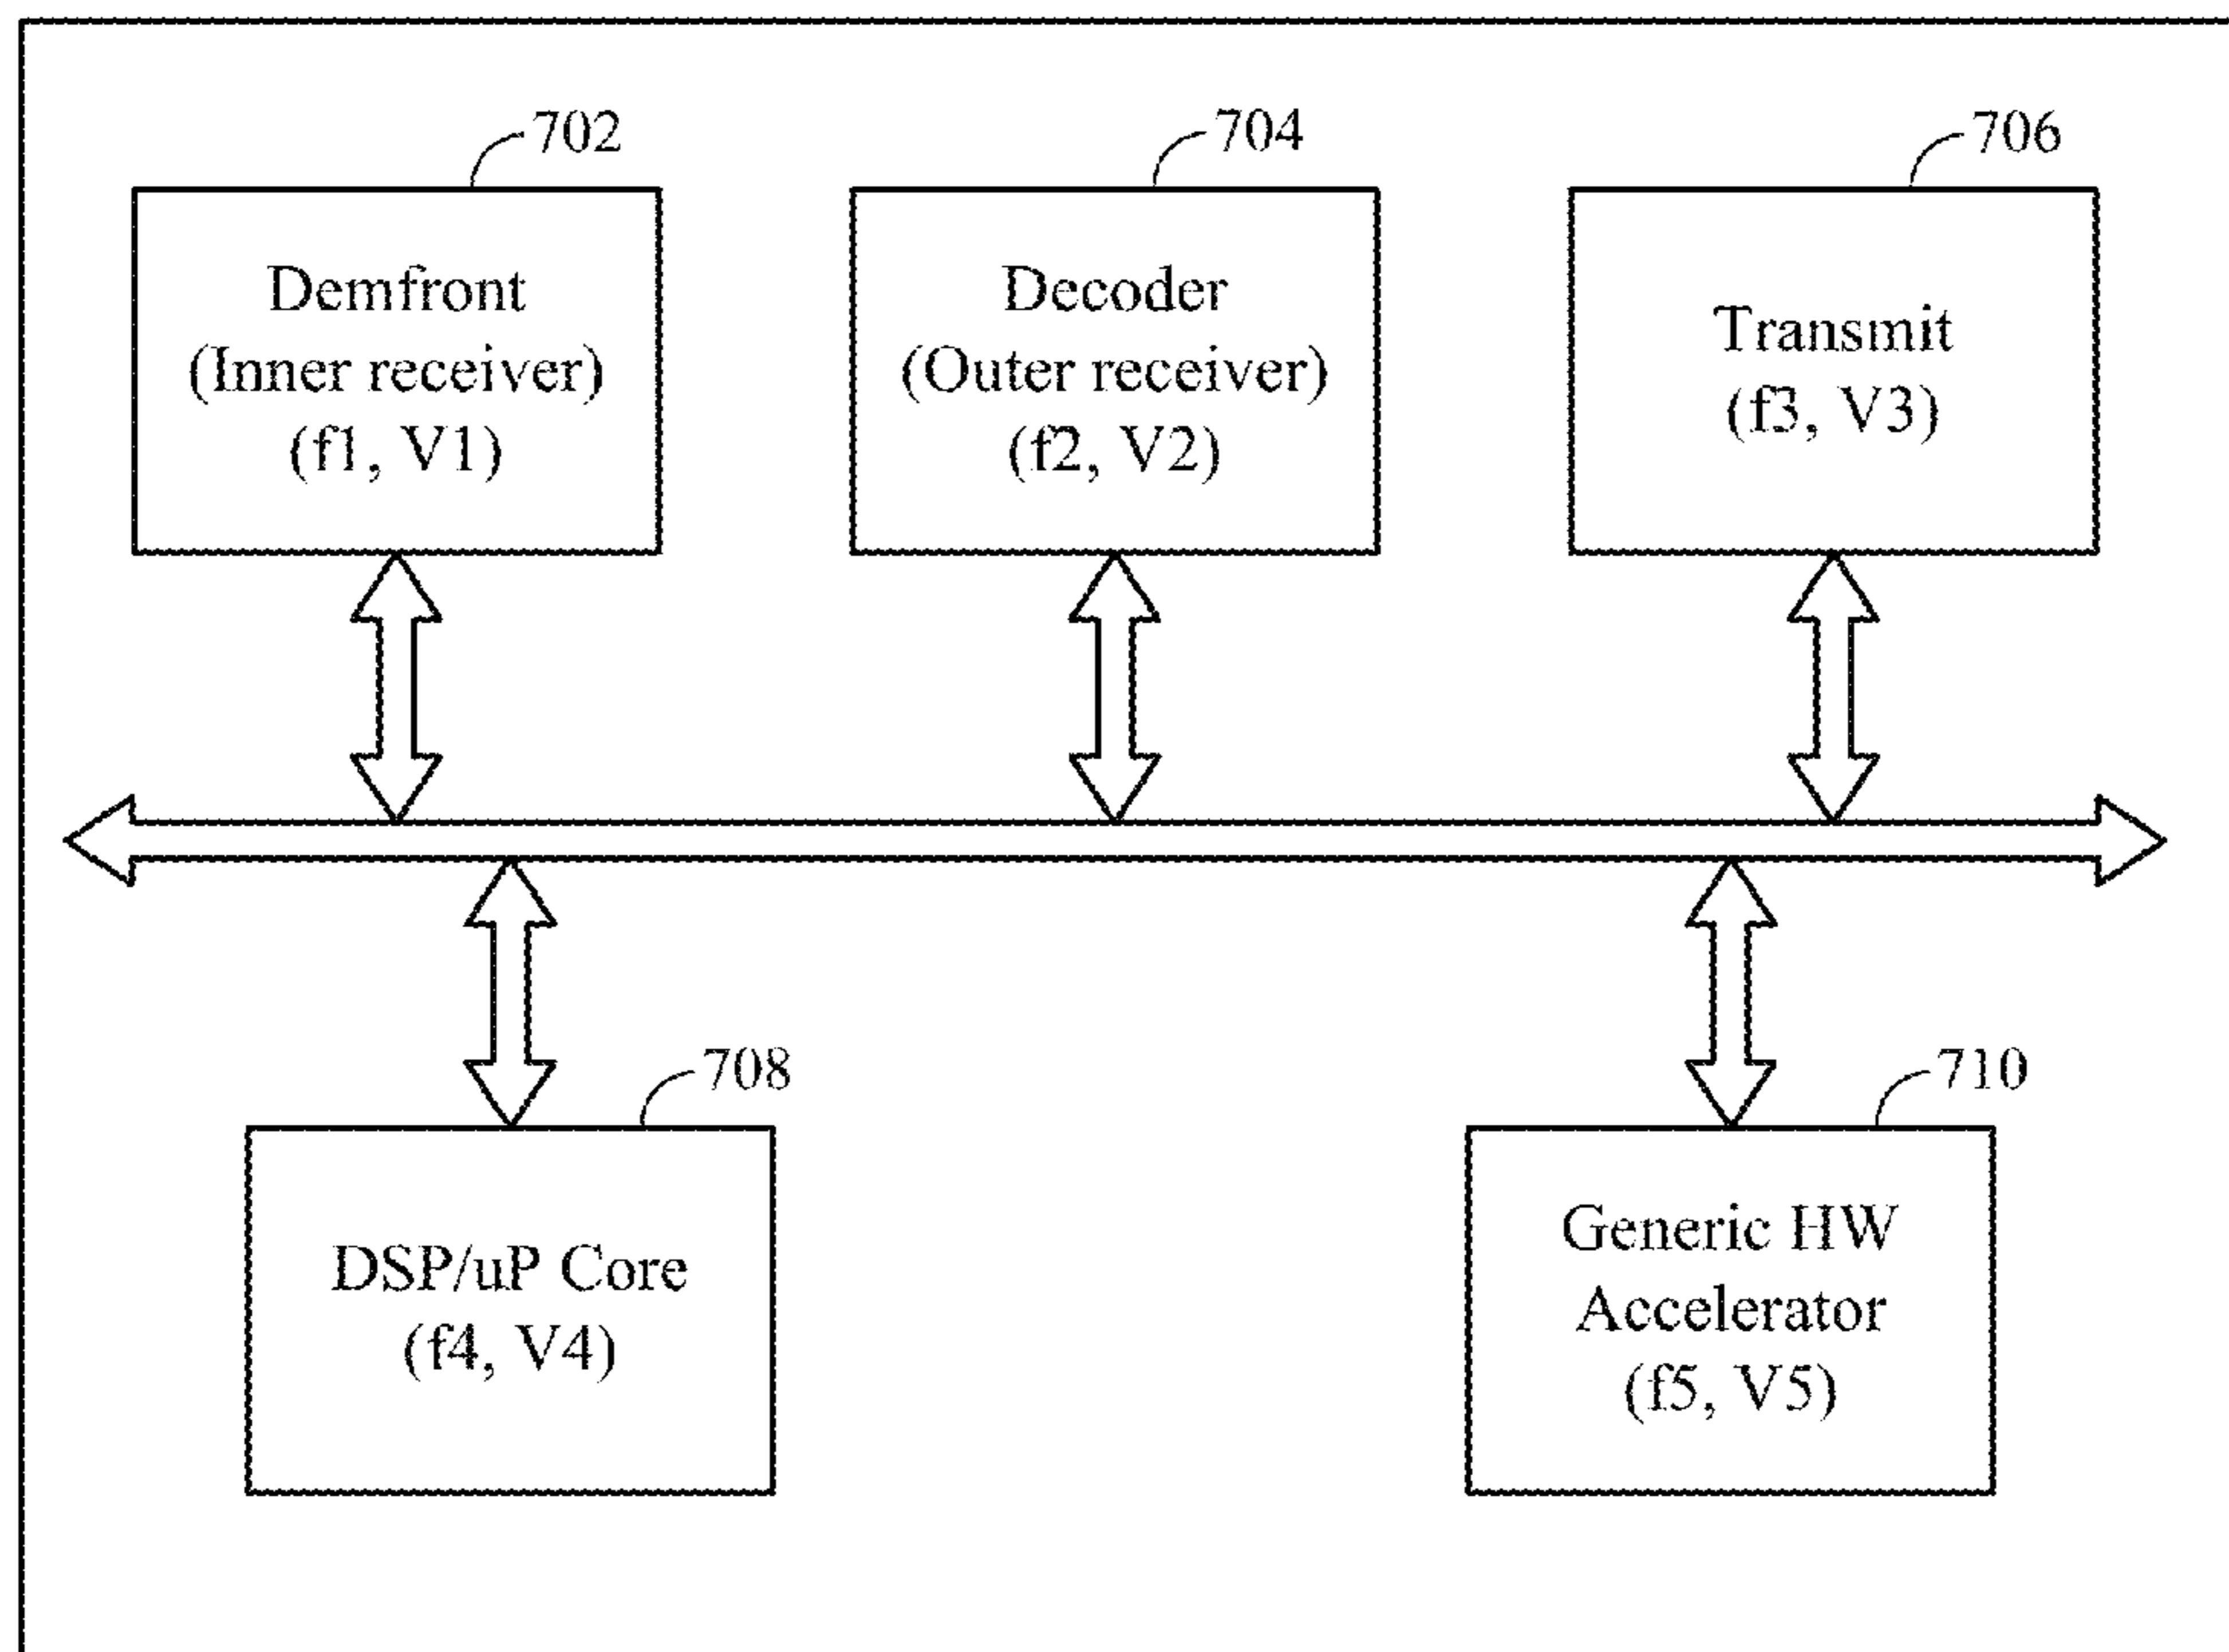 702
Demfront
(Inner receiver)
(f1, V1)
704
Decoder
(Outer receiver)
(f2, V2)
706
Transmit
(f3, V3)
708
DSP/uP Core
(f4, V4)
710
Generic HW
Accelerator
(f5, V5)